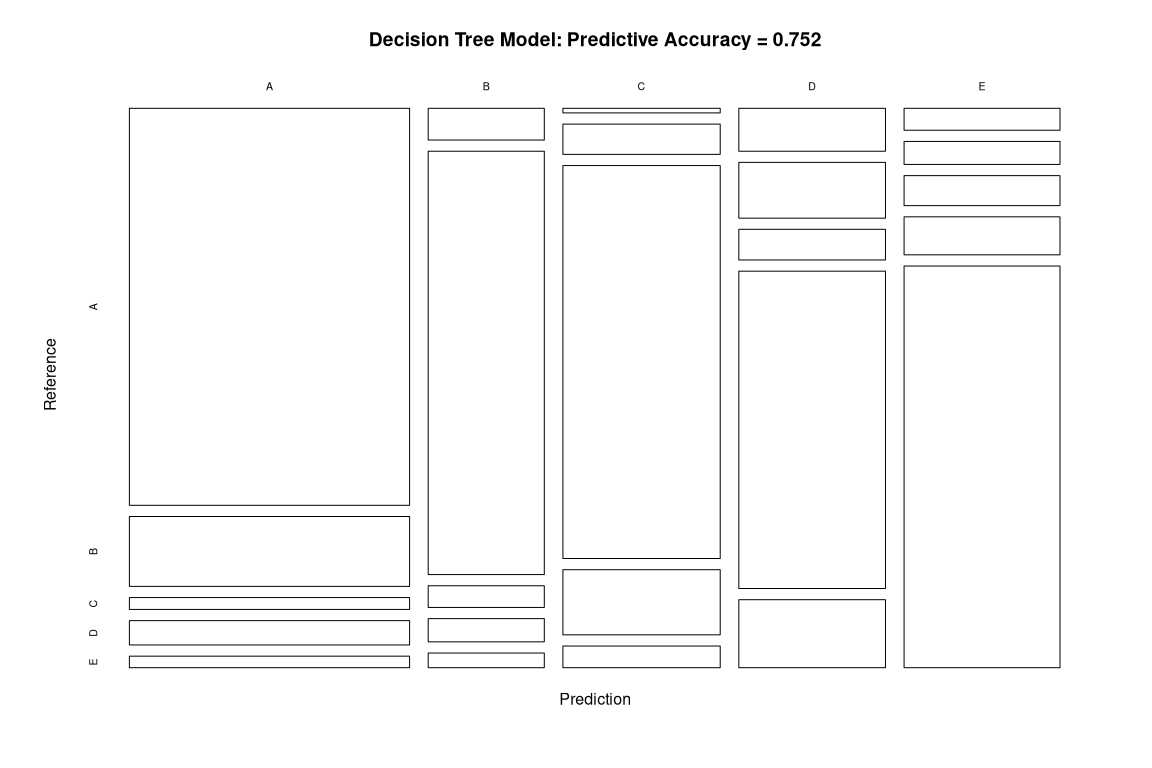 Decision Tree Model: Predictive Accuracy = 0.752
A B C D E
Reference
A
B
C
D
E
Prediction